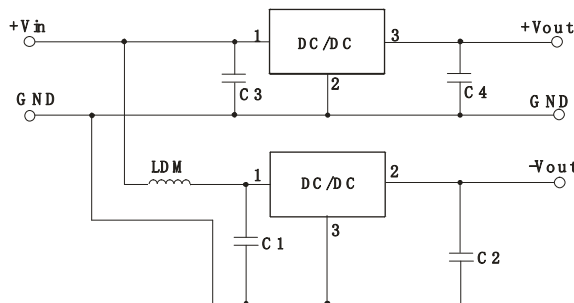 +Vin
1
DC/DC
3
+Vout
2
C3
C4
GND
GND
LDM
1
DC/DC
2
-Vout
3
C1
C2